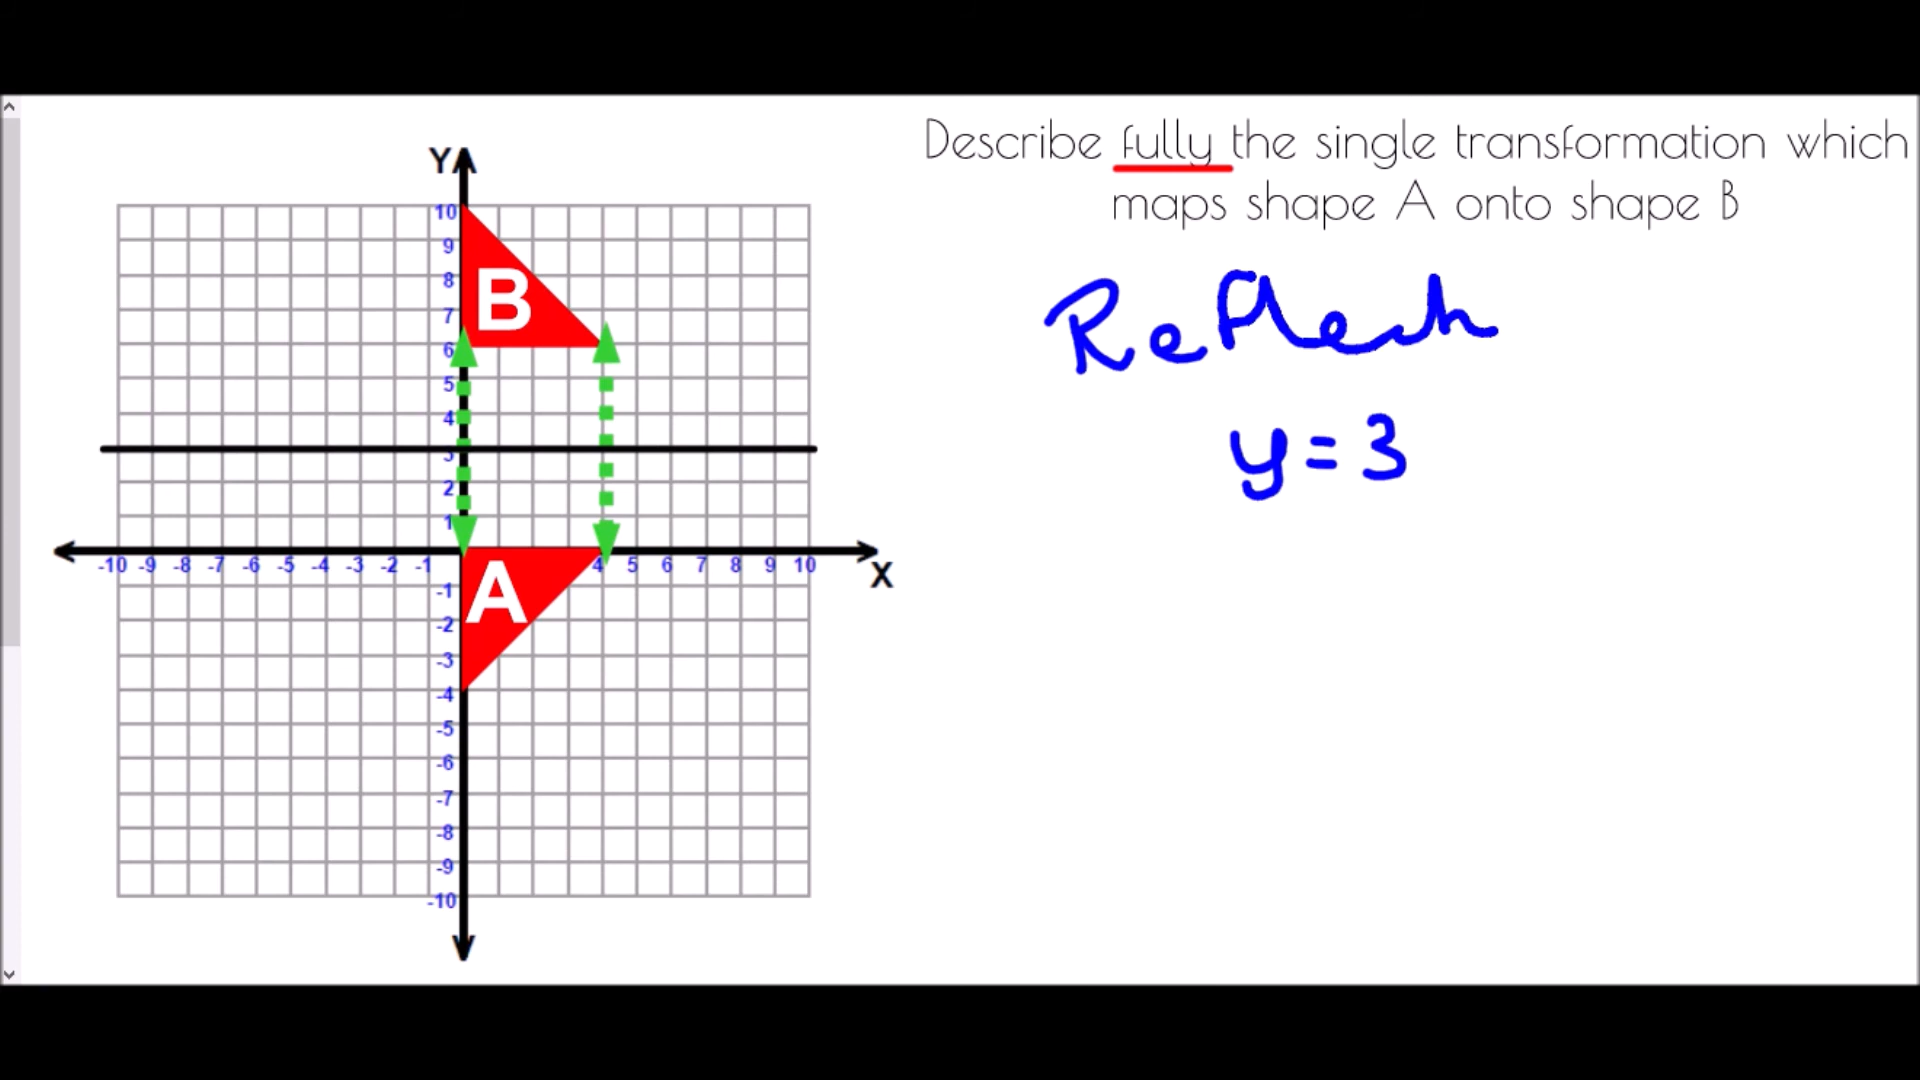 Describe fully the single transformation which
maps shape A onto shape B
Reflect
y=3
Y
10
9
8
7
6
5
4
3
2
1
B
-10 -9 -8 -7 -6 -5 -4 -3 -2 -1 4 5 6 7 8 9 10
X
A
-1
-2
-3
-4
-5
-6
-7
-8
-9
-10